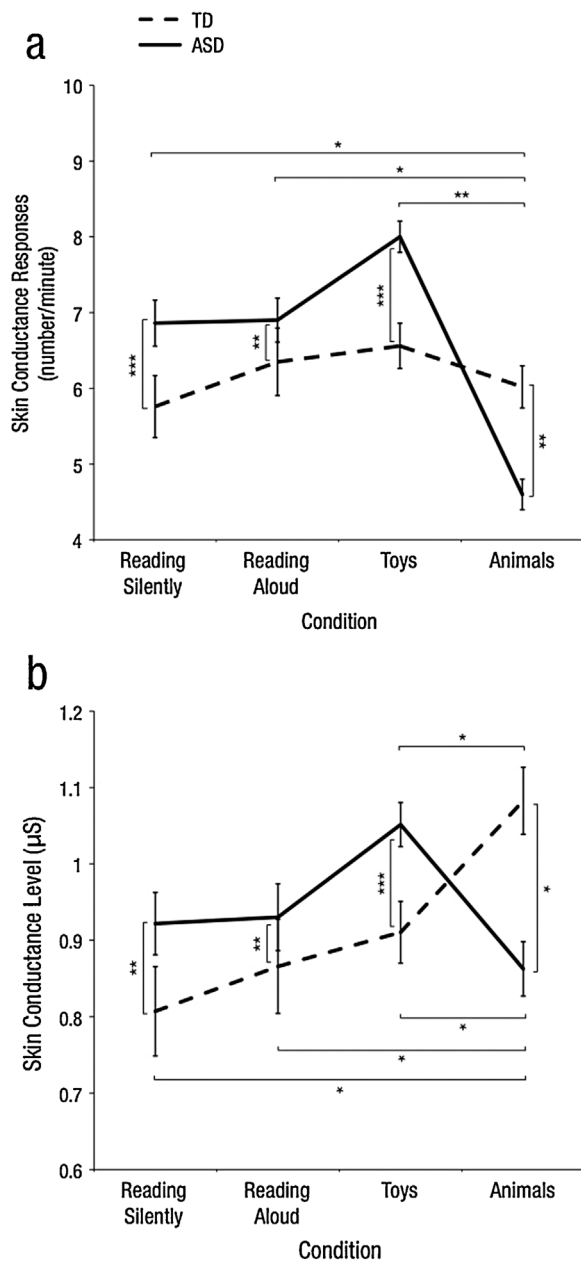 TD
ASD
a
10
9
8
7
6
5
4
Skin Conductance Responses
(number/minute)
*
*
**
***
**
***
**
Reading
Silently
Reading
Aloud
Toys
Animals
Condition
b
1.2
1.1
1
0.9
0.8
0.7
0.6
Skin Conductance Level (µS)
*
**
**
***
*
*
*
*
Reading
Silently
Reading
Aloud
Toys
Animals
Condition